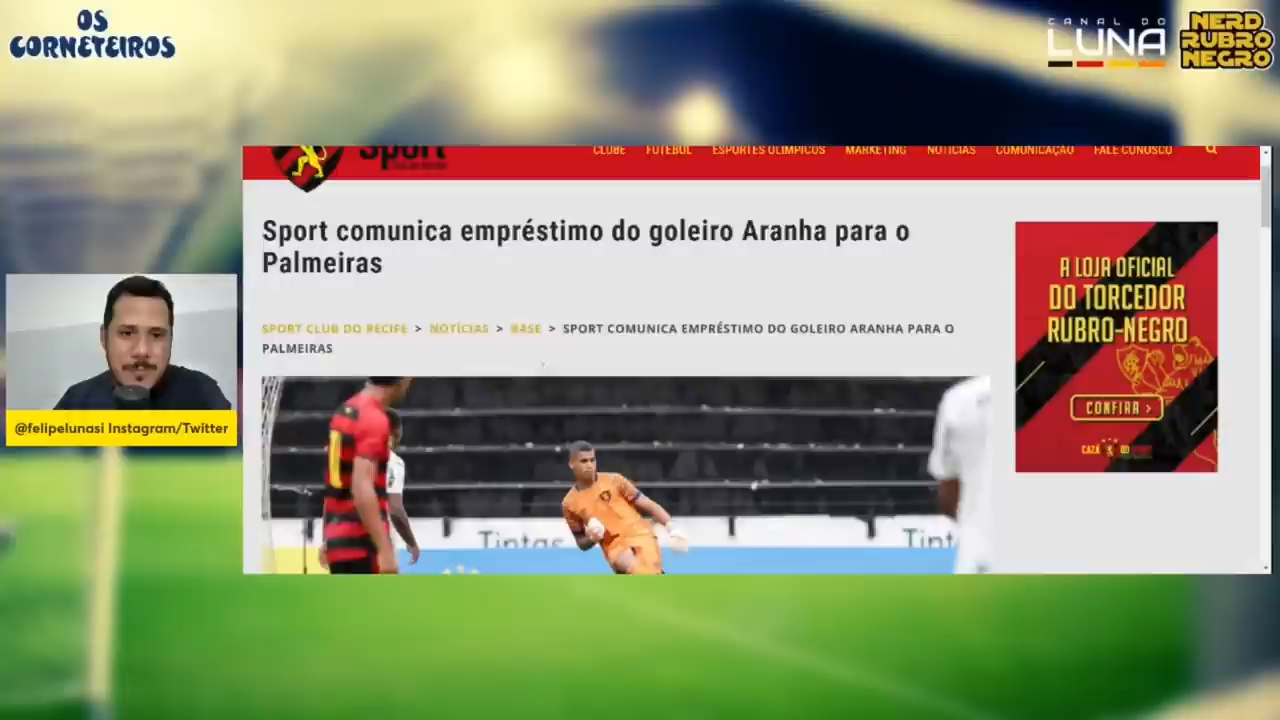 OS
CORNETEIROS
CANAL DO
LUNA
NERD
RUBRO
NEGRO
Sport
CLUBE FUTEBOL ESPORTES OLÍMPICOS MARKETING NOTÍCIAS COMUNICAÇÃO FALE CONOSCO
Sport comunica empréstimo do goleiro Aranha para o
Palmeiras
SPORT CLUB DO RECIFE > NOTÍCIAS > BASE > SPORT COMUNICA EMPRÉSTIMO DO GOLEIRO ARANHA PARA O
PALMEIRAS
A LOJA OFICIAL
DO TORCEDOR
RUBRO-NEGRO
CONFIRA >
@felipelunasi Instagram/Twitter
Tintas
Tint